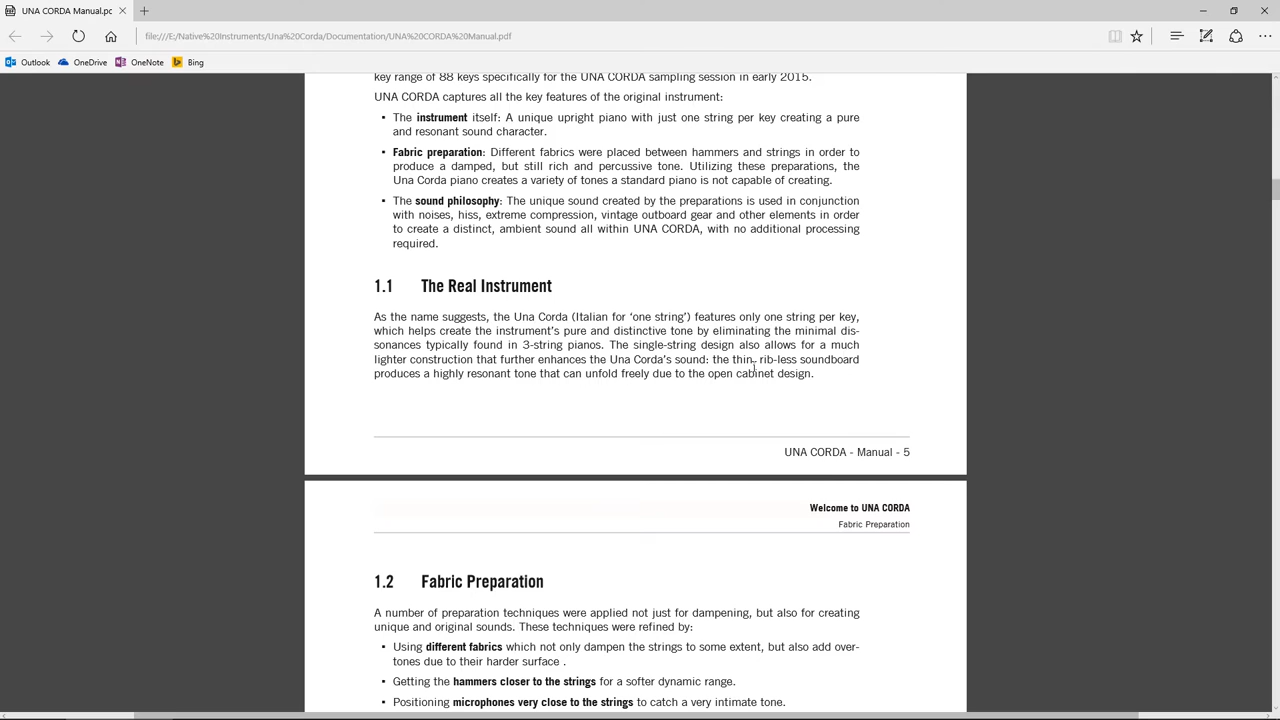 UNA CORDA Manual.pc
file:///E:/Native%20Instruments/Una%20Corda/Documentation/UNA%20CORDA%20Manual.pdf
Outlook OneDrive OneNote Bing
key range of 88 keys specifically for the UNA CORDA sampling session in early 2015.
UNA CORDA captures all the key features of the original instrument:
▪ The instrument itself: A unique upright piano with just one string per key creating a pure
and resonant sound character.
▪ Fabric preparation: Different fabrics were placed between hammers and strings in order to
produce a damped, but still rich and percussive tone. Utilizing these preparations, the
Una Corda piano creates a variety of tones a standard piano is not capable of creating.
▪ The sound philosophy: The unique sound created by the preparations is used in conjunction
with noises, hiss, extreme compression, vintage outboard gear and other elements in order
to create a distinct, ambient sound all within UNA CORDA, with no additional processing
required.
1.1 The Real Instrument
As the name suggests, the Una Corda (Italian for ‘one string’) features only one string per key,
which helps create the instrument’s pure and distinctive tone by eliminating the minimal dis-
sonances typically found in 3-string pianos. The single-string design also allows for a much
lighter construction that further enhances the Una Corda’s sound: the thin, rib-less soundboard
produces a highly resonant tone that can unfold freely due to the open cabinet design.
UNA CORDA - Manual - 5
Welcome to UNA CORDA
Fabric Preparation
1.2 Fabric Preparation
A number of preparation techniques were applied not just for dampening, but also for creating
unique and original sounds. These techniques were refined by:
▪ Using different fabrics which not only dampen the strings to some extent, but also add over-
tones due to their harder surface .
▪ Getting the hammers closer to the strings for a softer dynamic range.
▪ Positioning microphones very close to the strings to catch a very intimate tone.